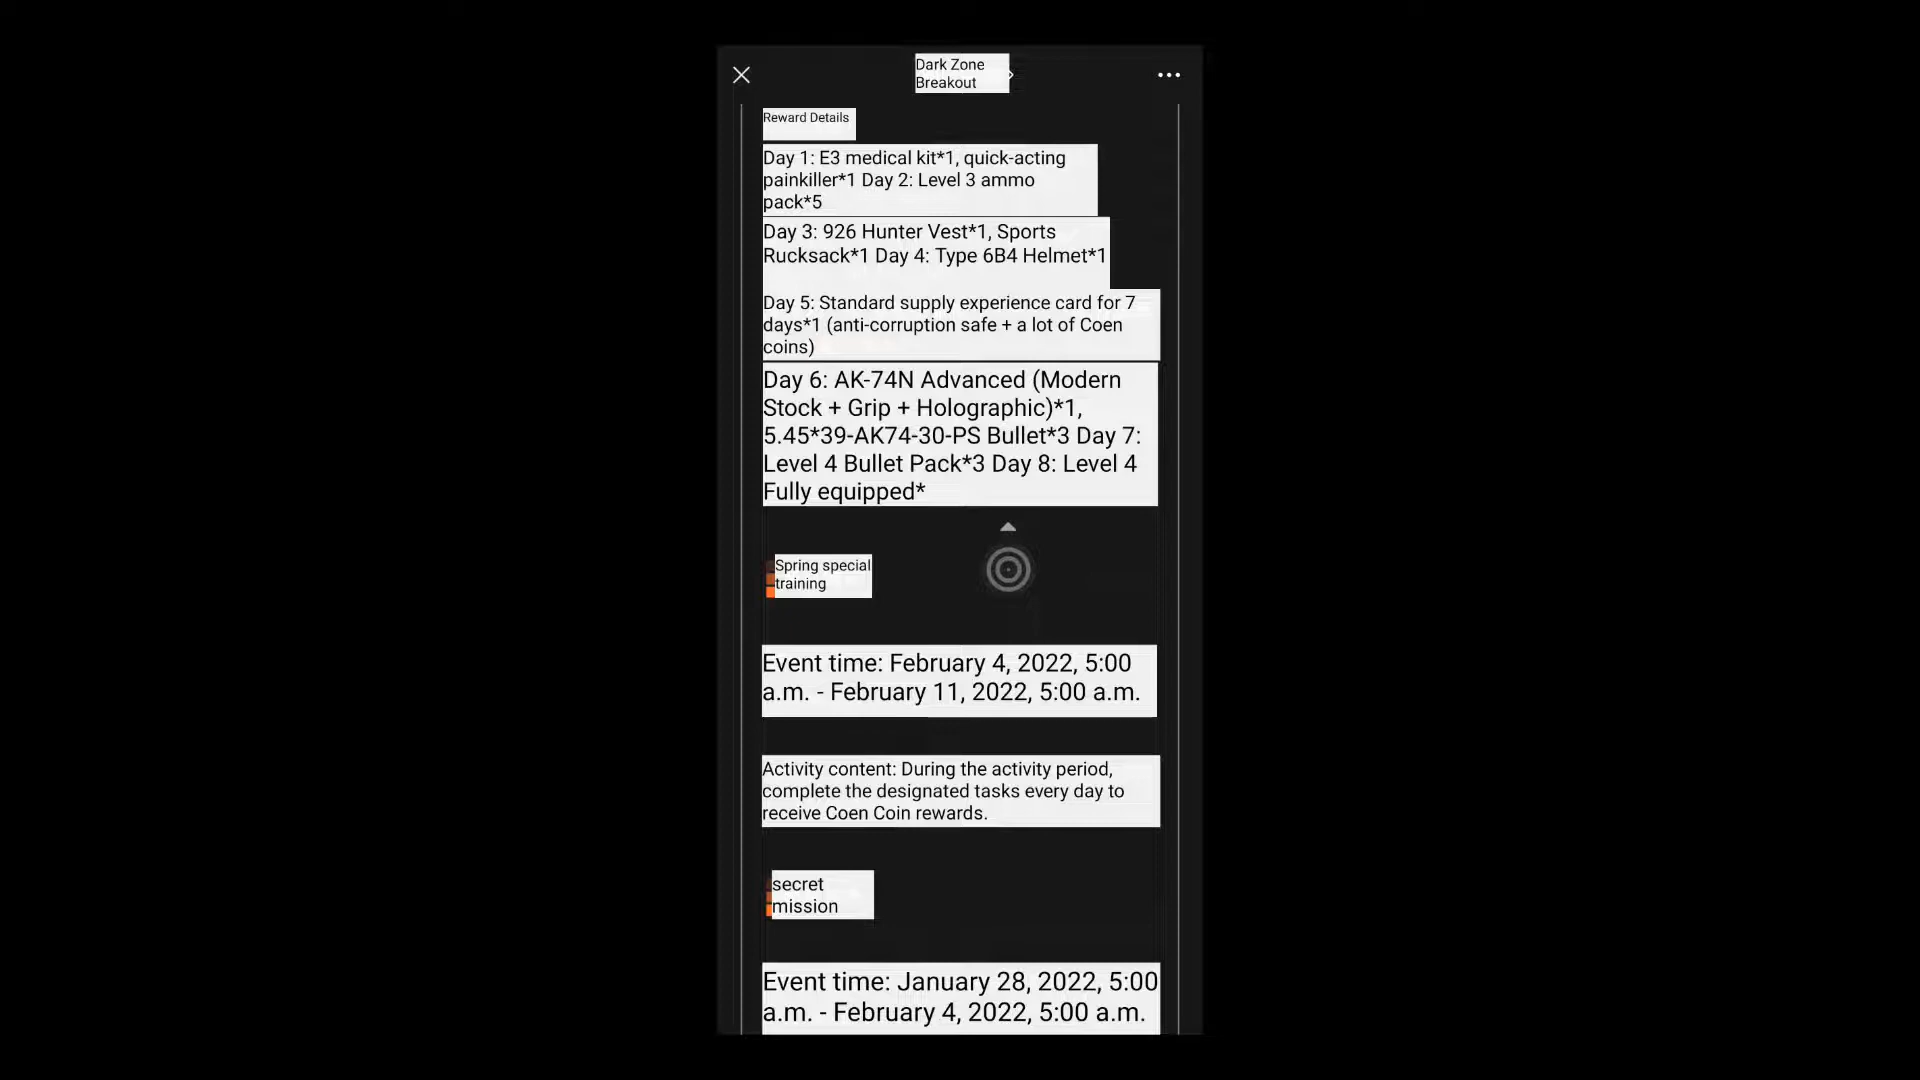 Dark Zone
Breakout
Reward Details
Day 1: E3 medical kit*1, quick-acting
painkiller*1 Day 2: Level 3 ammo
pack*5
Day 3: 926 Hunter Vest*1, Sports
Rucksack*1 Day 4: Type 6B4 Helmet*1
Day 5: Standard supply experience card for 7
days*1 (anti-corruption safe + a lot of Coen
coins)
Day 6: AK-74N Advanced (Modern
Stock + Grip + Holographic)*1,
5.45*39-AK74-30-PS Bullet*3 Day 7:
Level 4 Bullet Pack*3 Day 8: Level 4
Fully equipped*
Spring special
training
Event time: February 4, 2022, 5:00
a.m. - February 11, 2022, 5:00 a.m.
Activity content: During the activity period,
complete the designated tasks every day to
receive Coen Coin rewards.
secret
mission
Event time: January 28, 2022, 5:00
a.m. - February 4, 2022, 5:00 a.m.